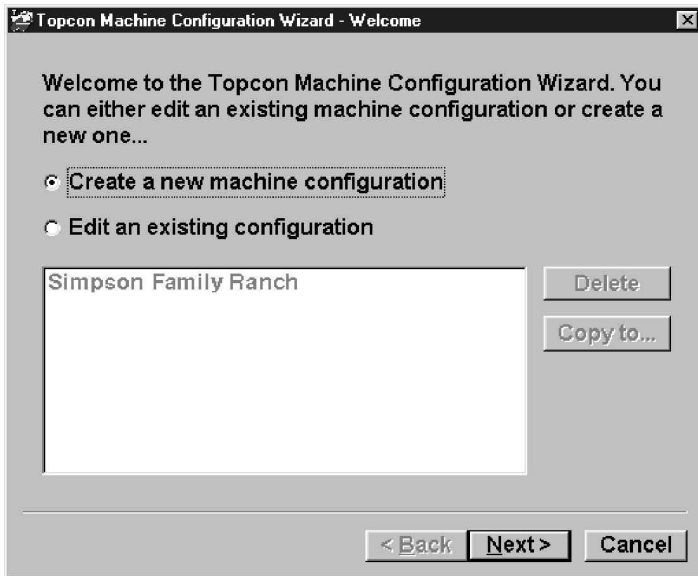 Topcon Machine Configuration Wizard - Welcome
Welcome to the Topcon Machine Configuration Wizard. You
can either edit an existing machine configuration or create a
new one...
Create a new machine configuration
Edit an existing configuration
Simpson Family Ranch
Delete
Copy to...
< Back
Next >
Cancel